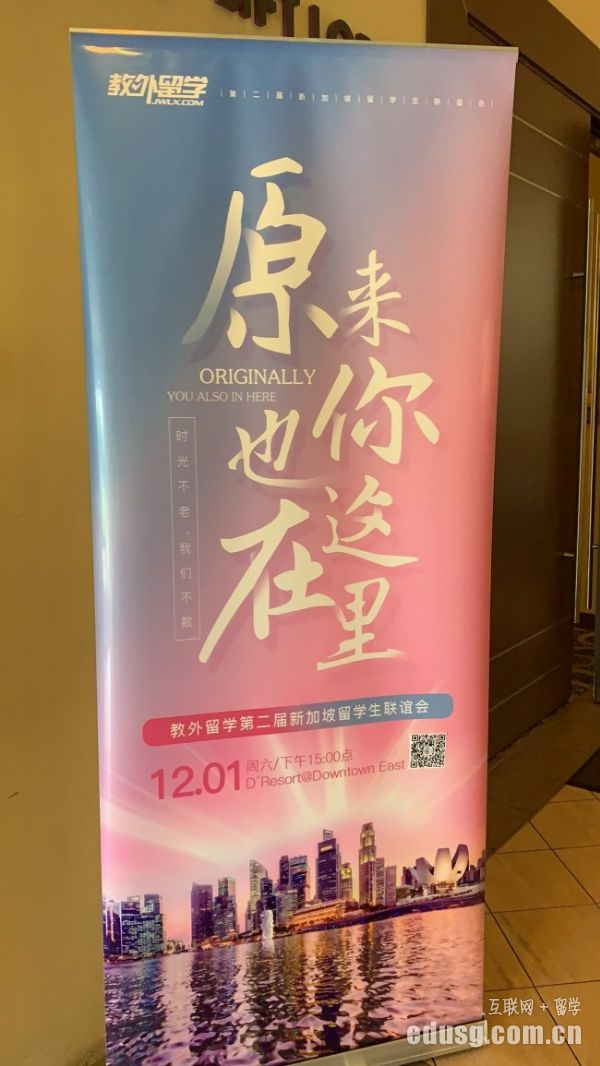 教外留学
JWLX.COM
第二届新加坡留学生联谊会
原来
ORIGINALLY
YOU ALSO IN HERE
你也
在这里
时光不老，我们不散
教外留学第二届新加坡留学生联谊会
12.01
周六/下午15:00点
D'Resort@Downtown East
互联网+留学
edusg.com.cn